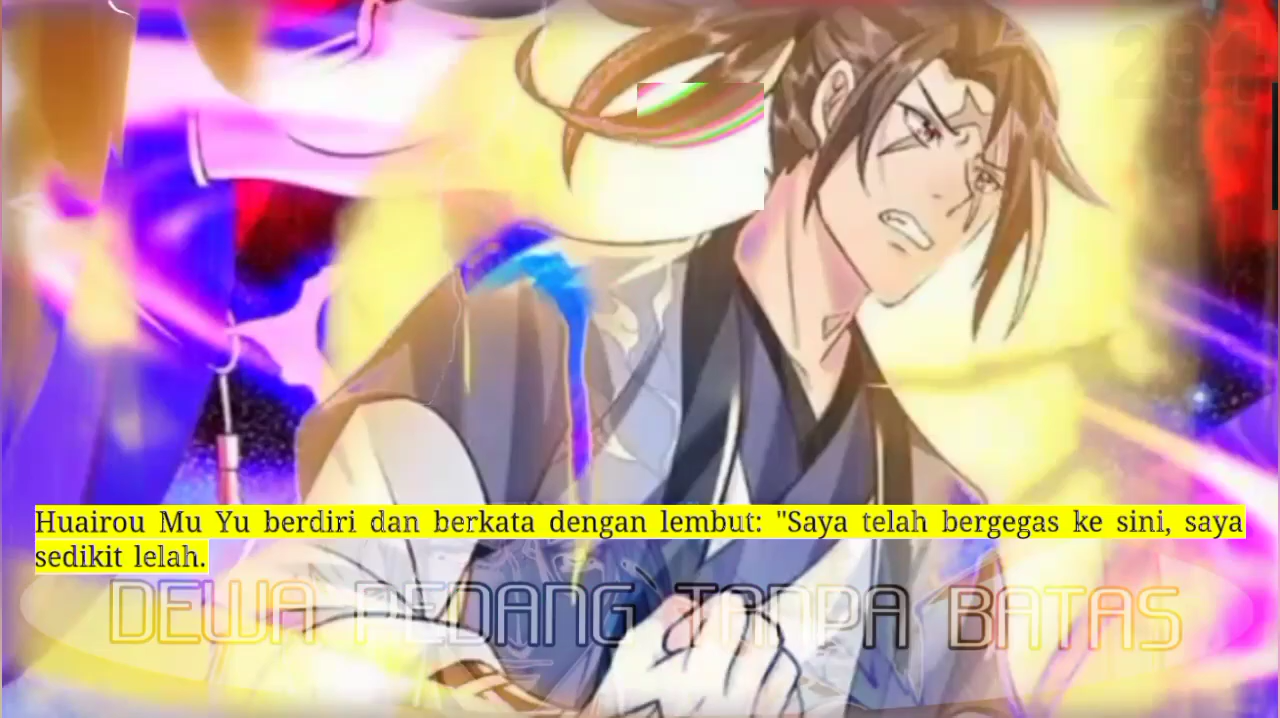 Huairou Mu Yu berdiri dan berkata dengan lembut: "Saya telah bergegas ke sini, saya
sedikit lelah.
DEWA PEDANG TANPA BATAS